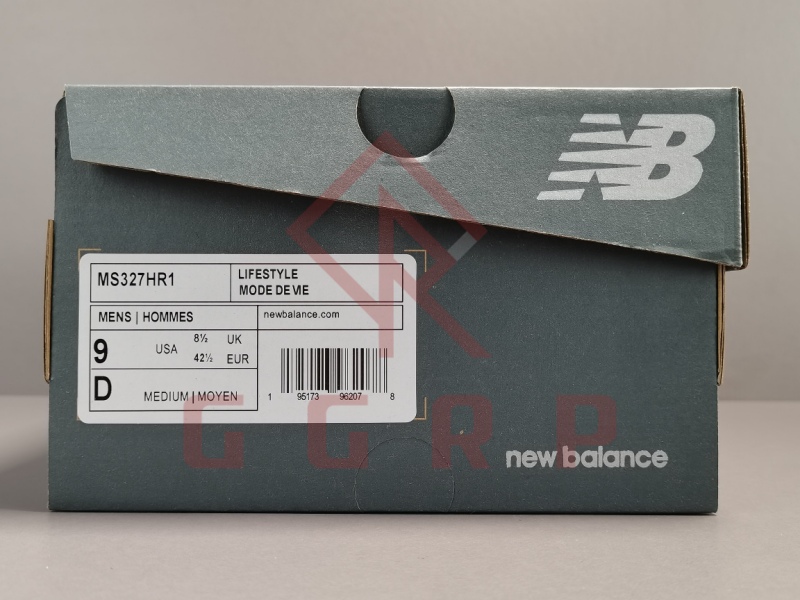 NB
MS327HR1
LIFESTYLE
MODE DE VIE
MENS | HOMMES
newbalance.com
9
USA
8½ UK
42½ EUR
D
MEDIUM | MOYEN
1 95173 96207 8
GGRP
new balance